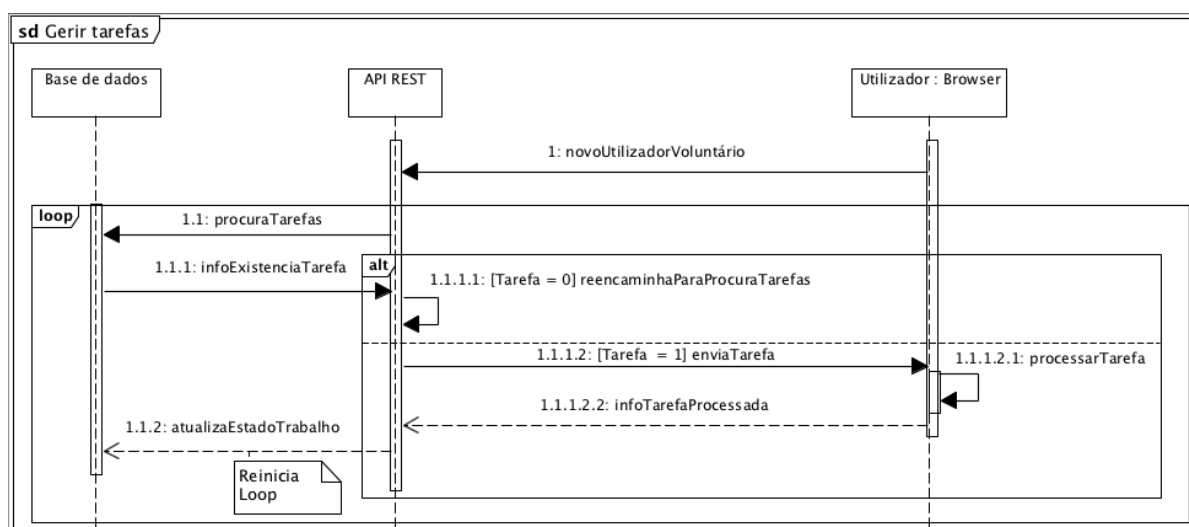 sd Gerir tarefas
Base de dados
API REST
Utilizador : Browser
1: novoUtilizadorVoluntário
loop
1.1: procuraTarefas
1.1.1: infoExistenciaTarefa
alt
1.1.1.1: [Tarefa = 0] reencaminhaParaProcuraTarefas
1.1.1.2: [Tarefa = 1] enviaTarefa
1.1.1.2.1: processarTarefa
1.1.1.2.2: infoTarefaProcessada
1.1.2: atualizaEstadoTrabalho
Reinicia
Loop